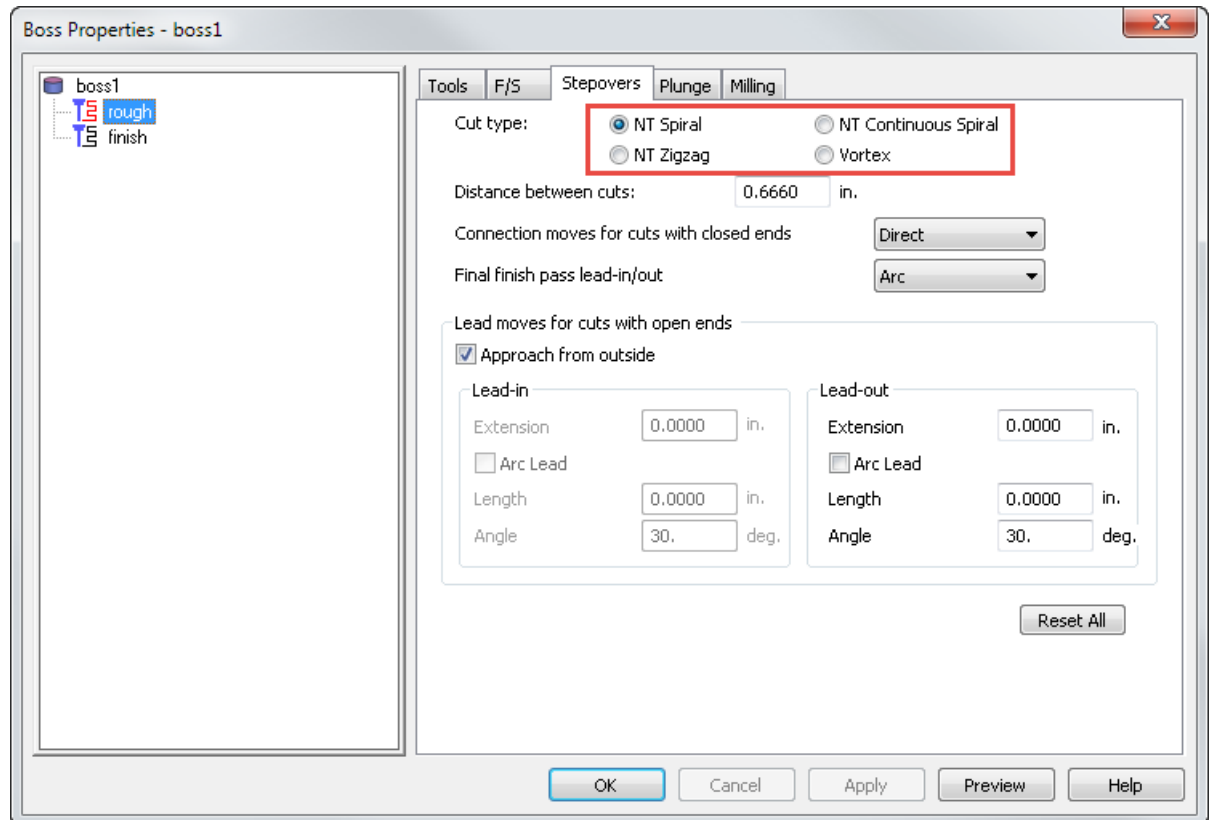 Boss Properties - boss1
X
boss1
rough
finish
Tools F/S Stepovers Plunge Milling
Cut type: NT Spiral NT Continuous Spiral
NT Zigzag Vortex
Distance between cuts: 0.6660 in.
Connection moves for cuts with closed ends Direct
Final finish pass lead-in/out Arc
Lead moves for cuts with open ends
Approach from outside
Lead-in
Extension 0.0000 in.
Arc Lead
Length 0.0000 in.
Angle 30. deg.
Lead-out
Extension 0.0000 in.
Arc Lead
Length 0.0000 in.
Angle 30. deg.
Reset All
OK Cancel Apply Preview Help